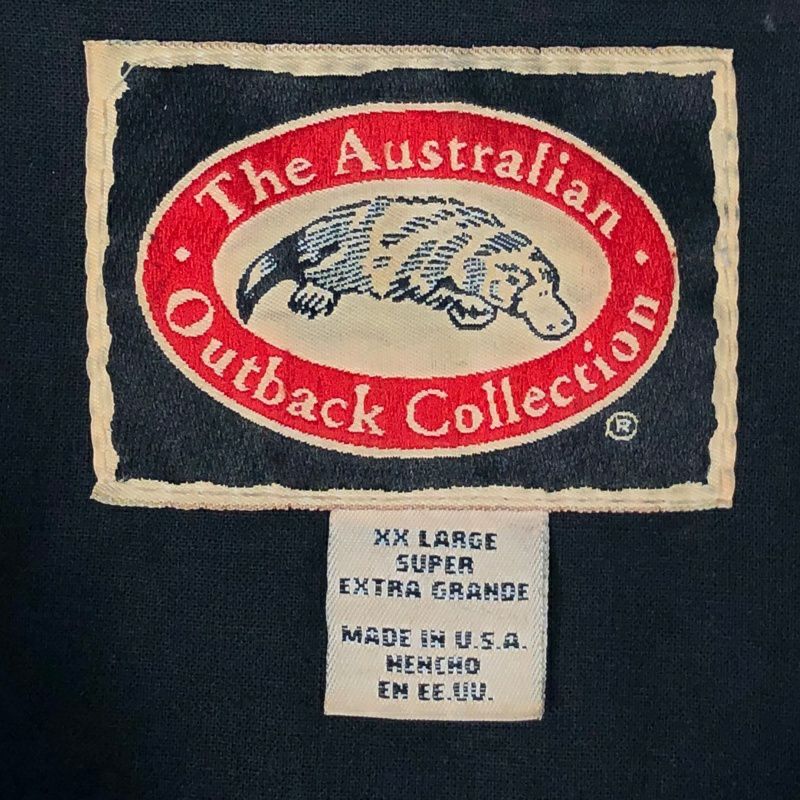 The Australian
Outback Collection
®
XX LARGE
SUPER
EXTRA GRANDE
MADE IN U.S.A.
HENCHO
EN EE.UU.